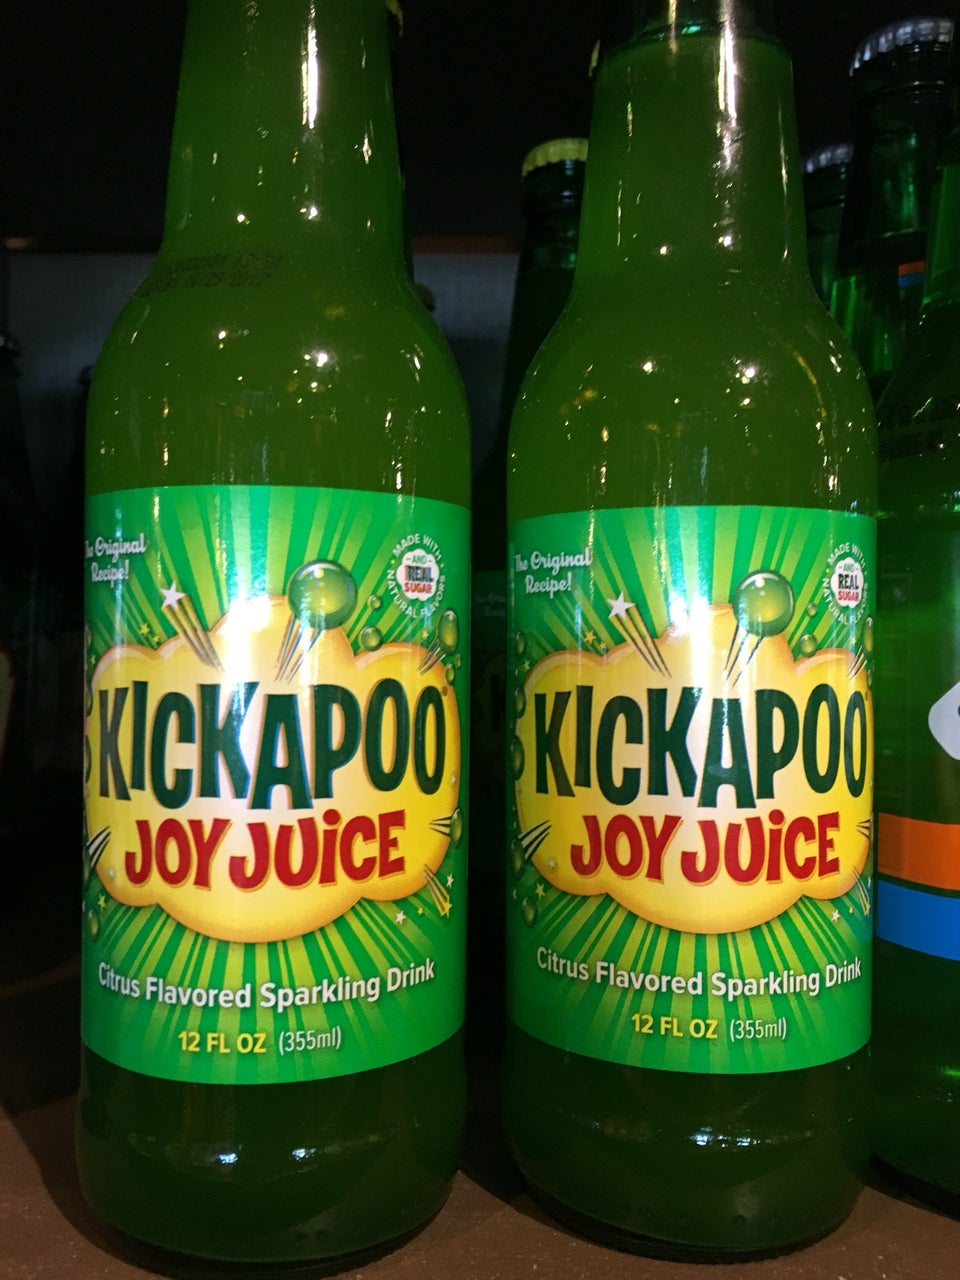 The Original
Recipe!
MADE WITH
AND
REAL
SUGAR
NATURAL FLAVORS
KICKAPOO
JOY JUICE
Citrus Flavored Sparkling Drink
12 FL OZ (355ml)
The Original
Recipe!
MADE WITH
AND
REAL
SUGAR
NATURAL
KICKAPOO
JOY JUICE
Citrus Flavored Sparkling Drink
12 FL OZ (355ml)